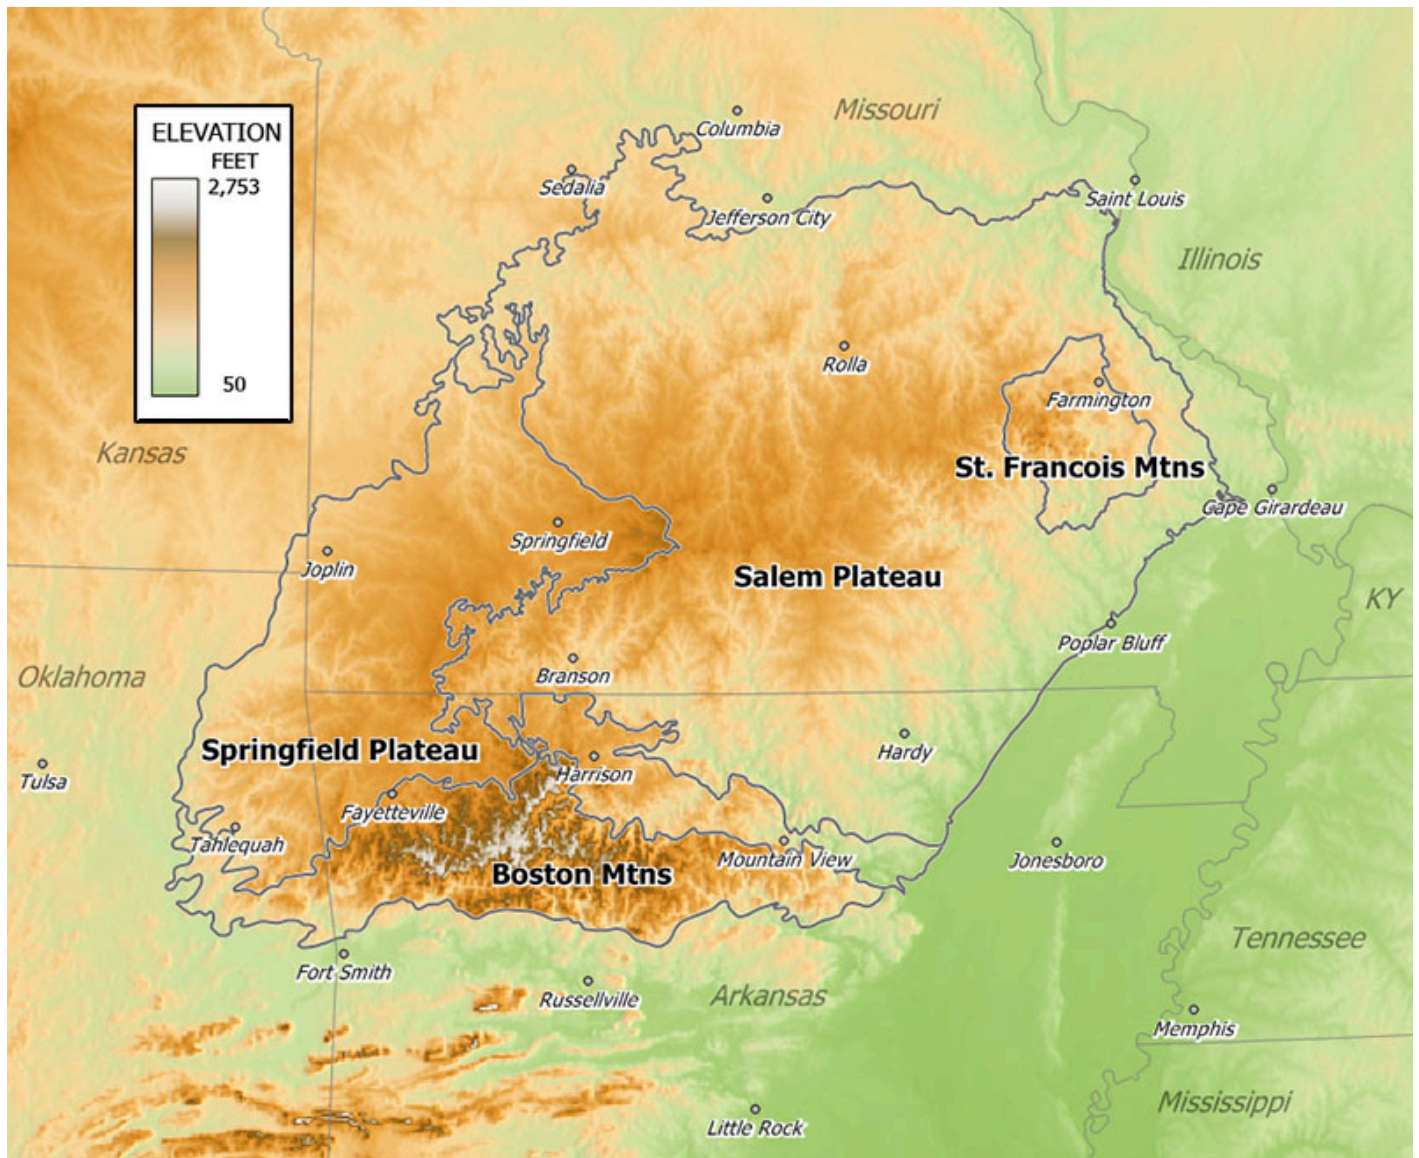 Missouri
Columbia
ELEVATION
FEET
2,753
50
Sedalia
Saint Louis
Jefferson City
Illinois
Rolla
Farmington
Kansas
St. Francois Mtns
Cape Girardeau
Springfield
Joplin
Salem Plateau
KY
Poplar Bluff
Oklahoma
Branson
Springfield Plateau
Hardy
Harrison
Tulsa
Fayetteville
Tahlequah
Mountain View
Jonesboro
Boston Mtns
Tennessee
Fort Smith
Russellville
Arkansas
Memphis
Mississippi
Little Rock